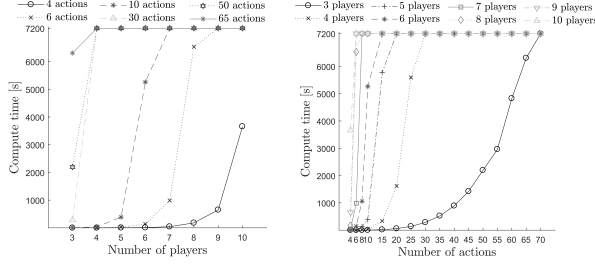 4 actions 10 actions 50 actions
6 actions 30 actions 65 actions
Compute time [s]
7200
6000
5000
4000
3000
2000
1000
3 4 5 6 7 8 9 10
Number of players
3 players 5 players 7 players 9 players
4 players 6 players 8 players 10 players
Compute time [s]
7200
6000
5000
4000
3000
2000
1000
4 6 8 10 15 20 25 30 35 40 45 50 55 60 65 70
Number of actions